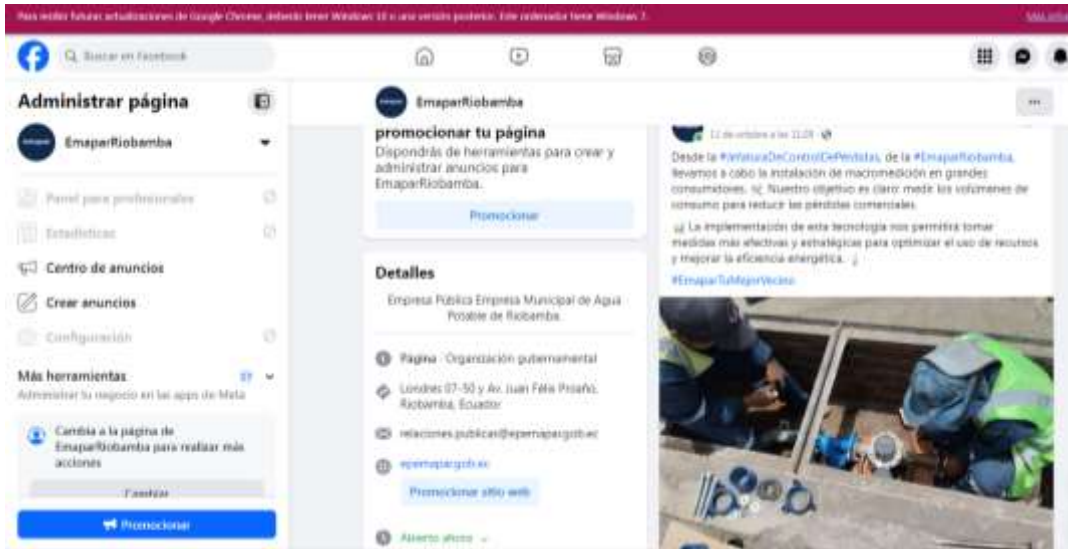 Para recibir futuras actualizaciones de Google Chrome, deberás tener Windows 10 o una versión posterior. Este ordenador tiene Windows 7.
Buscar en Facebook
Administrar página
EmaparRiobamba
Panel para profesionales
Estadísticas
Centro de anuncios
Crear anuncios
Configuración
Más herramientas
Administrar tu negocio en las apps de Meta
Cambia a la página de
EmaparRiobamba para realizar más
acciones
Cambiar
Promocionar
EmaparRiobamba
promocionar tu página
Dispondrás de herramientas para crear y
administrar anuncios para
EmaparRiobamba.
Promocionar
Detalles
Empresa Pública Empresa Municipal de Agua
Potable de Riobamba.
Página · Organización gubernamental
Londres 07-50 y Av. Juan Félix Proaño,
Riobamba, Ecuador
epemapar.gob.ec
Promocionar sitio web
Abierto ahora
11 de octubre a las
Desde la #JefaturaDeControlDePérdidas, de la #EmaparRiobamba,
llevamos a cabo la instalación de macromedición en grandes
consumidores. Nuestro objetivo es claro: medir los volúmenes de
consumo para reducir las pérdidas comerciales.
La implementación de esta tecnología nos permitirá tomar
medidas más efectivas y estratégicas para optimizar el uso de recursos
y mejorar la eficiencia energética.
#EmaparTuMejorVecino